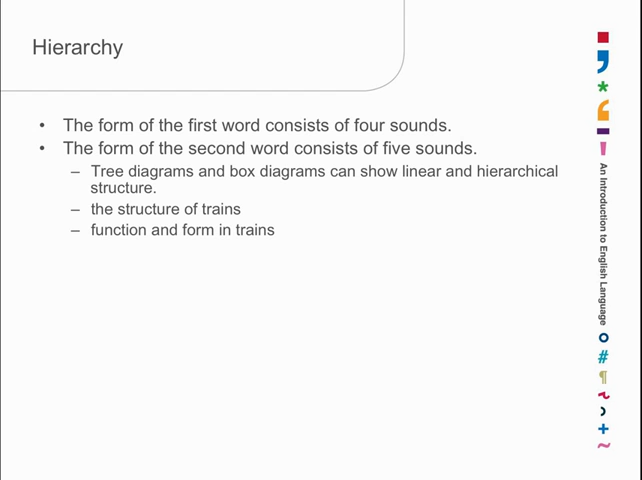 Hierarchy
• The form of the first word consists of four sounds.
• The form of the second word consists of five sounds.
– Tree diagrams and box diagrams can show linear and hierarchical
structure.
– the structure of trains
– function and form in trains
An Introduction to English Language